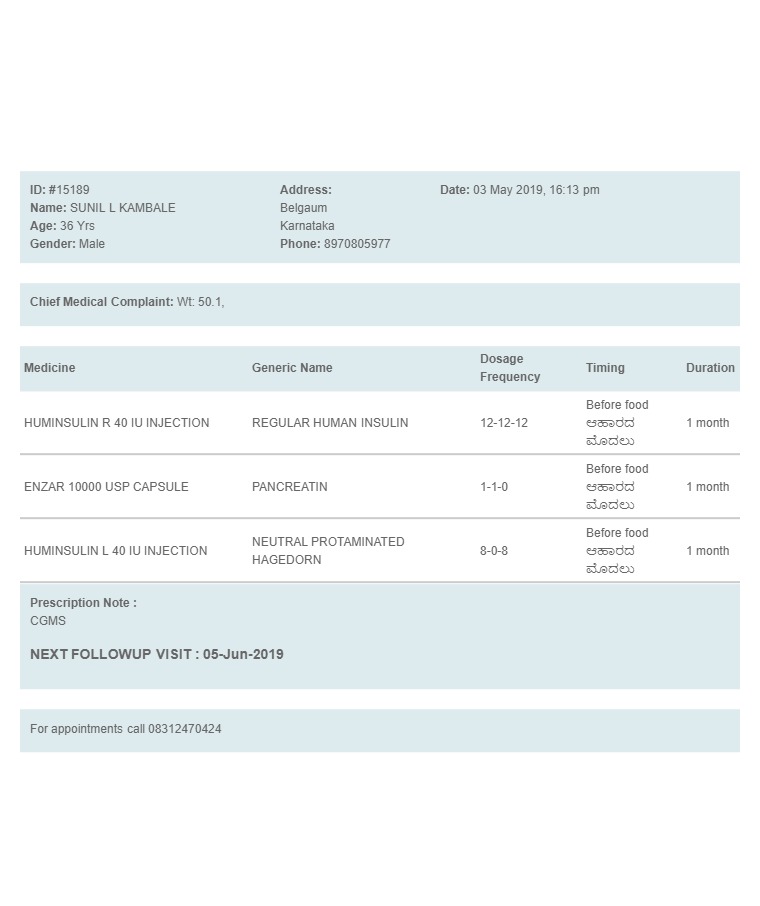 ID: #15189
Name: SUNIL L KAMBALE
Age: 36 Yrs
Gender: Male
Address:
Belgaum
Karnataka
Phone: 8970805977
Date: 03 May 2019, 16:13 pm
Chief Medical Complaint: Wt: 50.1,
Medicine Generic Name Dosage Frequency Timing Duration
HUMINSULIN R 40 IU INJECTION REGULAR HUMAN INSULIN 12-12-12 Before food ಆಹಾರದ ಮೊದಲು 1 month
ENZAR 10000 USP CAPSULE PANCREATIN 1-1-0 Before food ಆಹಾರದ ಮೊದಲು 1 month
HUMINSULIN L 40 IU INJECTION NEUTRAL PROTAMINATED HAGEDORN 8-0-8 Before food ಆಹಾರದ ಮೊದಲು 1 month
Prescription Note :
CGMS
NEXT FOLLOWUP VISIT : 05-Jun-2019
For appointments call 08312470424